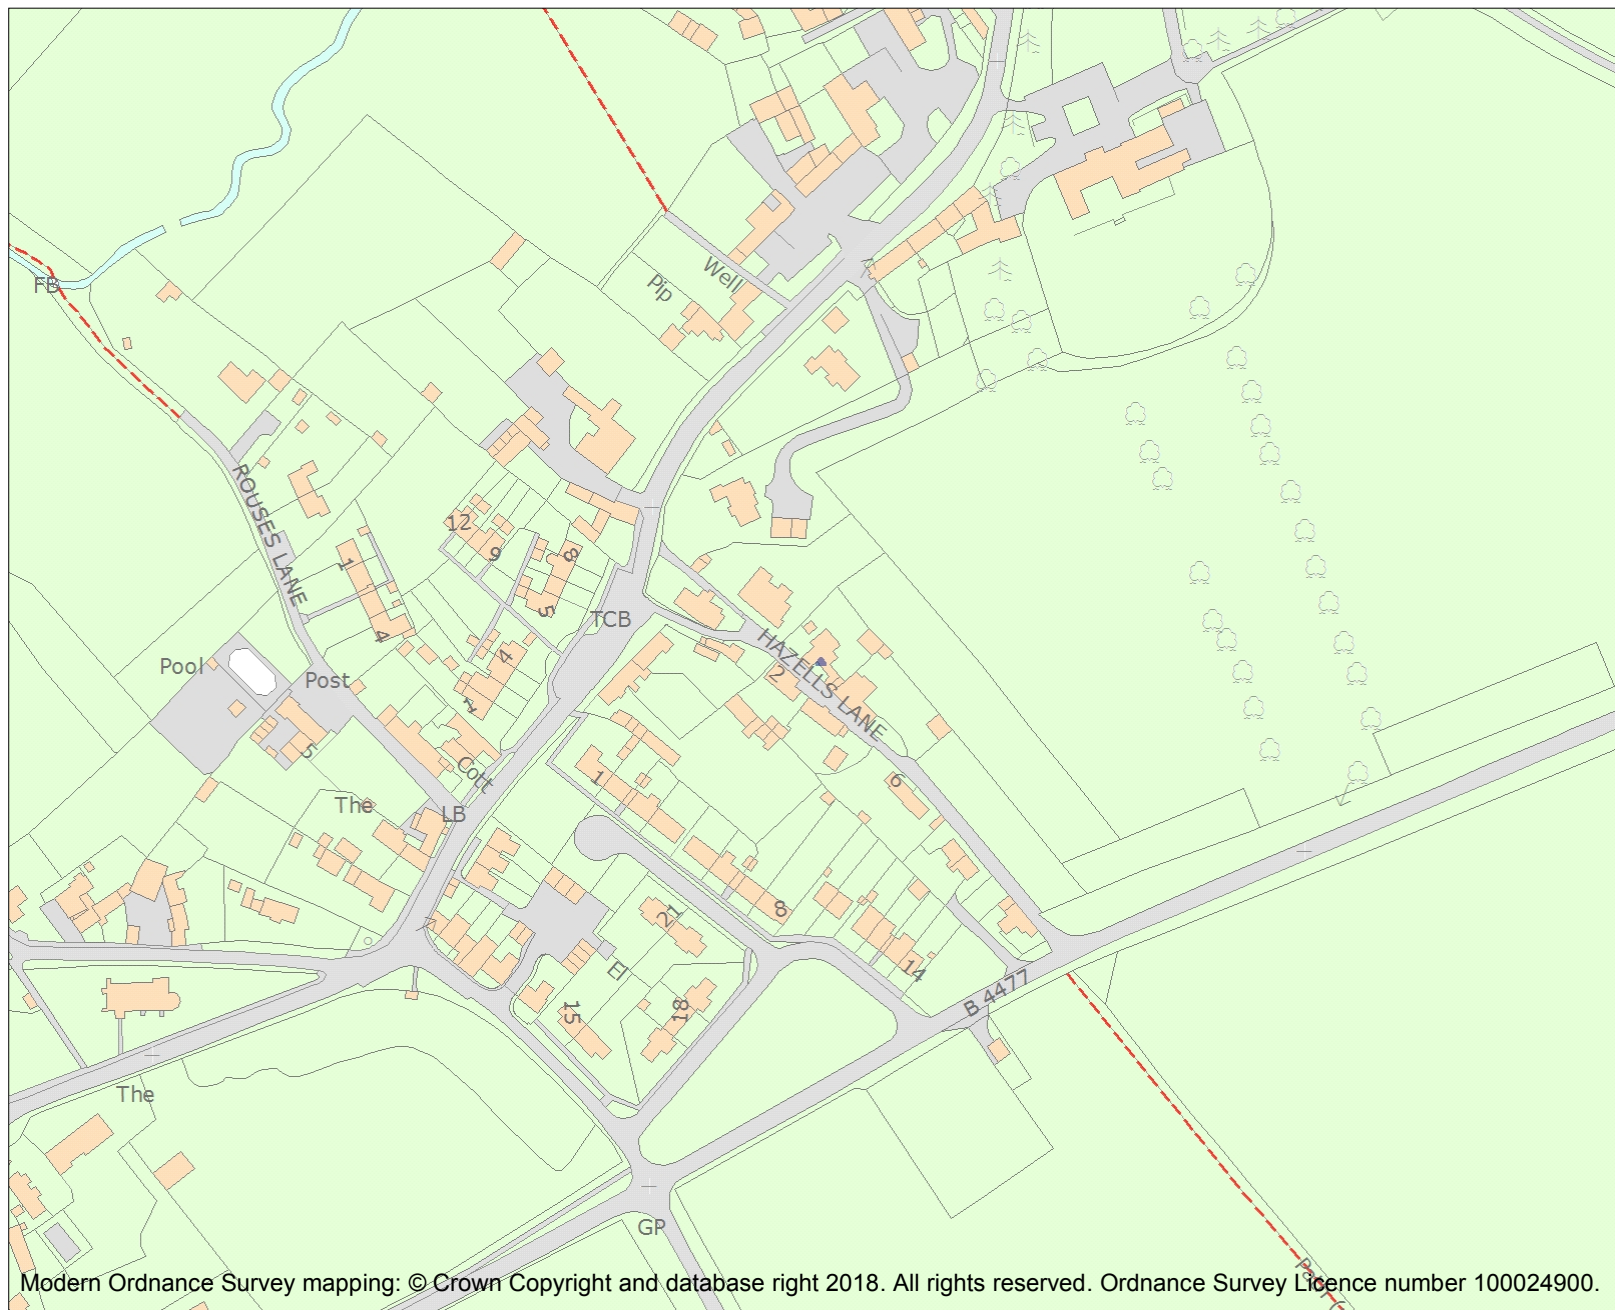 Well
Pip
FB
ROUSES LANE
12
9
8
5
1
4
TCB
HAZELLS LANE
2
Pool
Post
4
5
Cott
1
6
The
LB
8
21
14
El
B 4477
15
18
The
GP
Modern Ordnance Survey mapping: © Crown Copyright and database right 2018. All rights reserved. Ordnance Survey Licence number 100024900.